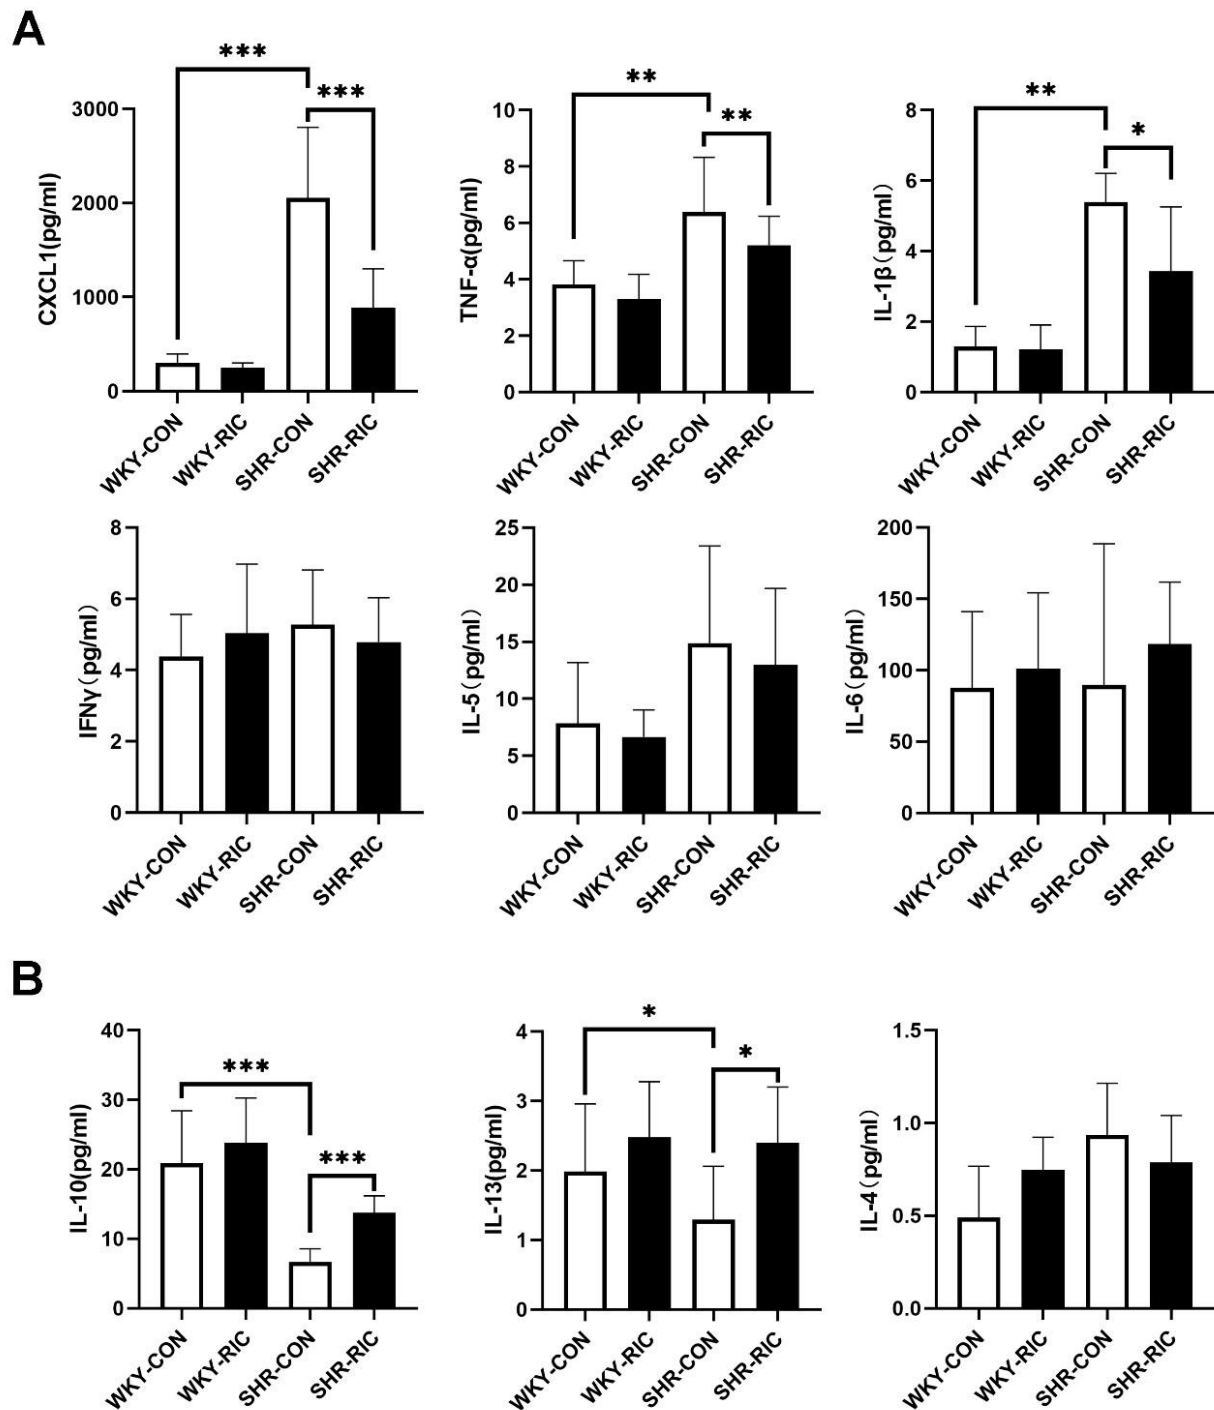 A
***
***
CXCL1(pg/ml)
3000
2000
1000
0
WKY-CON
WKY-RIC
SHR-CON
SHR-RIC
**
**
TNF-α(pg/ml)
10
8
6
4
2
0
WKY-CON
WKY-RIC
SHR-CON
SHR-RIC
**
*
IL-1β(pg/ml)
8
6
4
2
0
WKY-CON
WKY-RIC
SHR-CON
SHR-RIC
IFNγ(pg/ml)
8
6
4
2
0
WKY-CON
WKY-RIC
SHR-CON
SHR-RIC
IL-5(pg/ml)
25
20
15
10
5
0
WKY-CON
WKY-RIC
SHR-CON
SHR-RIC
IL-6(pg/ml)
200
150
100
50
0
WKY-CON
WKY-RIC
SHR-CON
SHR-RIC
B
***
***
IL-10(pg/ml)
40
30
20
10
0
WKY-CON
WKY-RIC
SHR-CON
SHR-RIC
*
*
IL-13(pg/ml)
4
3
2
1
0
WKY-CON
WKY-RIC
SHR-CON
SHR-RIC
IL-4(pg/ml)
1.5
1.0
0.5
0.0
WKY-CON
WKY-RIC
SHR-CON
SHR-RIC